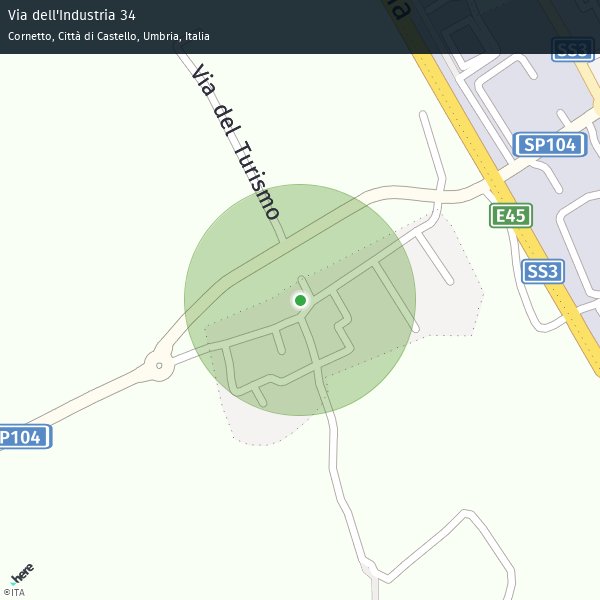 Via dell'Industria 34
Cornetto, Città di Castello, Umbria, Italia
SS3
Via del Turismo
SP104
E45
SS3
P104
here
©ITA